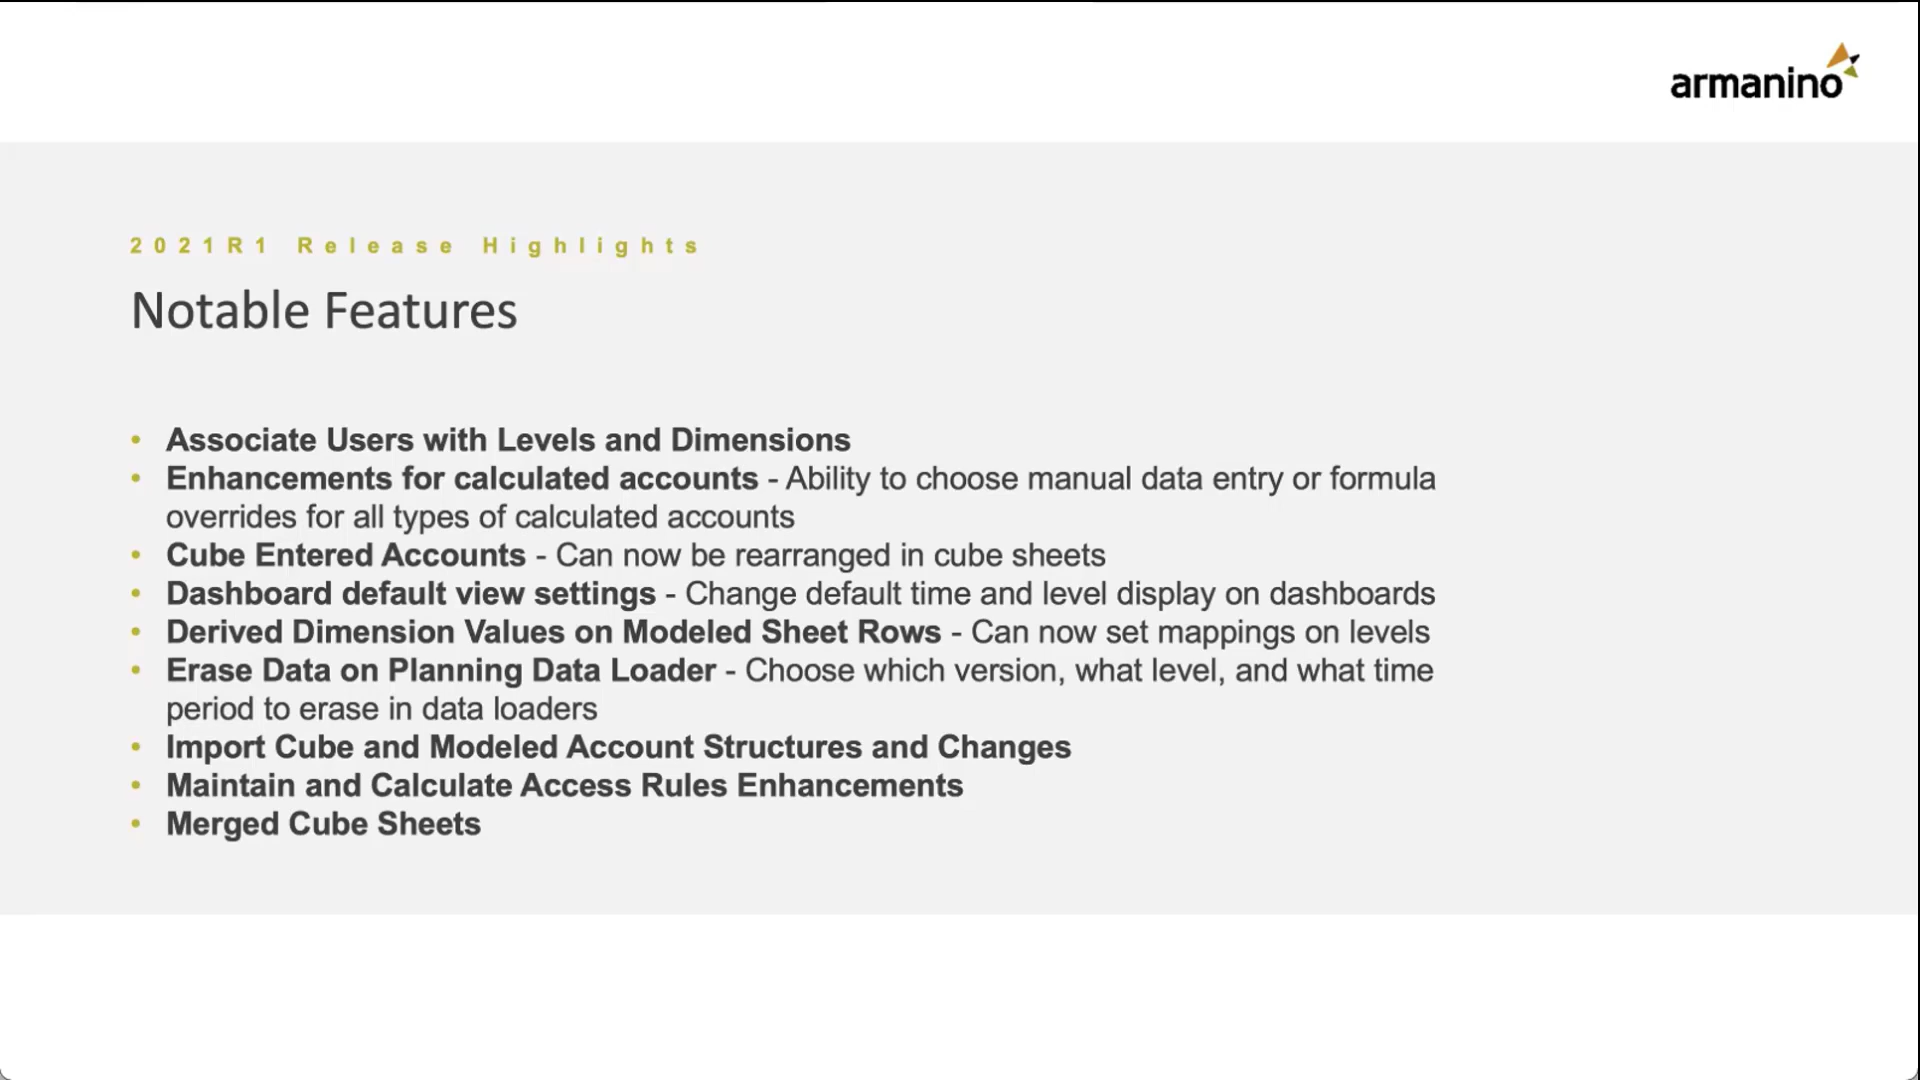 armanino
2021R1 Release Highlights
Notable Features
• Associate Users with Levels and Dimensions
• Enhancements for calculated accounts - Ability to choose manual data entry or formula
overrides for all types of calculated accounts
• Cube Entered Accounts - Can now be rearranged in cube sheets
• Dashboard default view settings - Change default time and level display on dashboards
• Derived Dimension Values on Modeled Sheet Rows - Can now set mappings on levels
• Erase Data on Planning Data Loader - Choose which version, what level, and what time
period to erase in data loaders
• Import Cube and Modeled Account Structures and Changes
• Maintain and Calculate Access Rules Enhancements
• Merged Cube Sheets